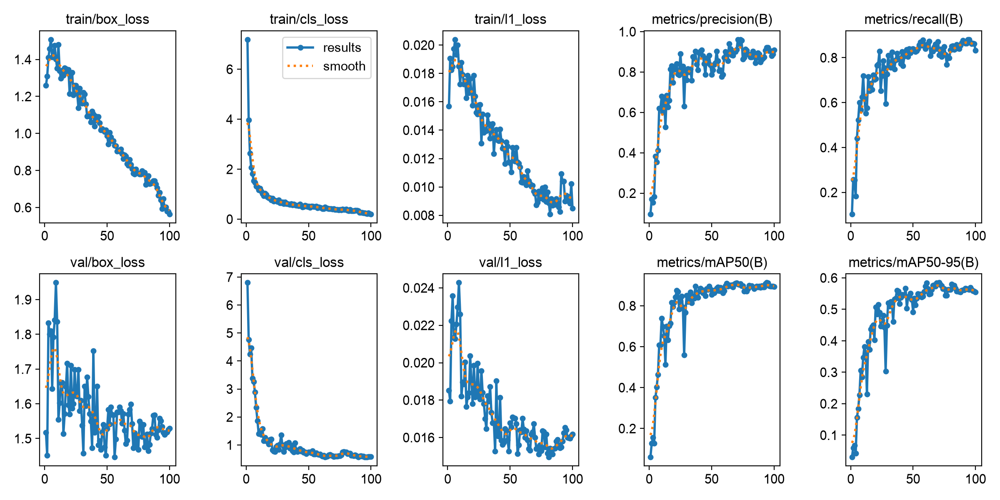 train/box_loss
1.4
1.2
1.0
0.8
0.6
0 50 100
train/cls_loss
results
smooth
6
4
2
0
0 50 100
train/l1_loss
0.020
0.018
0.016
0.014
0.012
0.010
0.008
0 50 100
metrics/precision(B)
1.0
0.8
0.6
0.4
0.2
0 50 100
metrics/recall(B)
0.8
0.6
0.4
0.2
0 50 100
val/box_loss
1.9
1.8
1.7
1.6
1.5
0 50 100
val/cls_loss
7
6
5
4
3
2
1
0 50 100
val/l1_loss
0.024
0.022
0.020
0.018
0.016
0 50 100
metrics/mAP50(B)
0.8
0.6
0.4
0.2
0 50 100
metrics/mAP50-95(B)
0.6
0.5
0.4
0.3
0.2
0.1
0 50 100